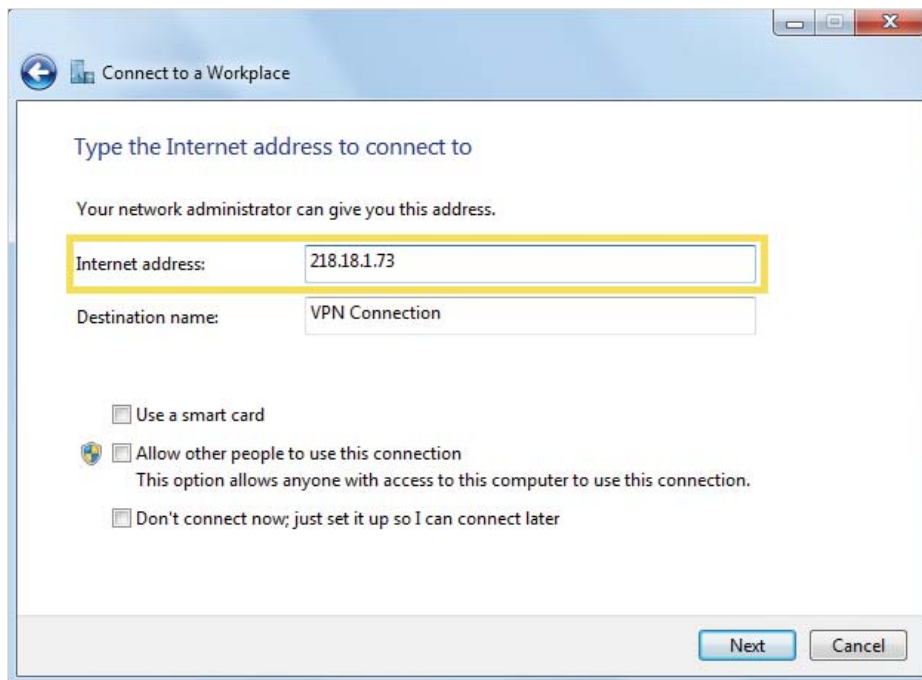 Connect to a Workplace
Type the Internet address to connect to
Your network administrator can give you this address.
Internet address: 218.18.1.73
Destination name: VPN Connection
Use a smart card
Allow other people to use this connection
This option allows anyone with access to this computer to use this connection.
Don't connect now; just set it up so I can connect later
Next Cancel